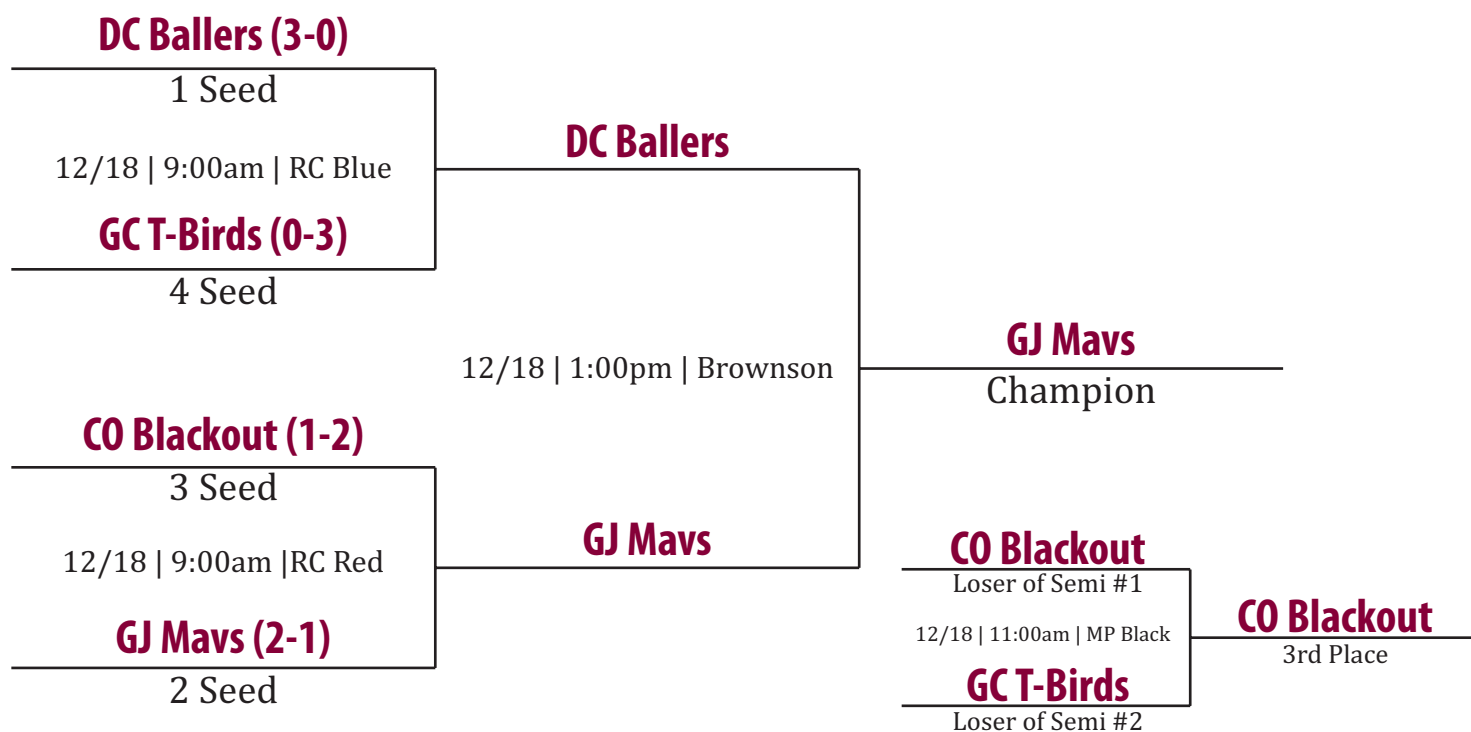 DC Ballers (3-0)
1 Seed
12/18 | 9:00am | RC Blue
GC T-Birds (0-3)
4 Seed
DC Ballers
12/18 | 1:00pm | Brownson
GJ Mavs
Champion
CO Blackout (1-2)
3 Seed
12/18 | 9:00am |RC Red
GJ Mavs (2-1)
2 Seed
GJ Mavs
CO Blackout
Loser of Semi #1
12/18 | 11:00am | MP Black
GC T-Birds
Loser of Semi #2
CO Blackout
3rd Place